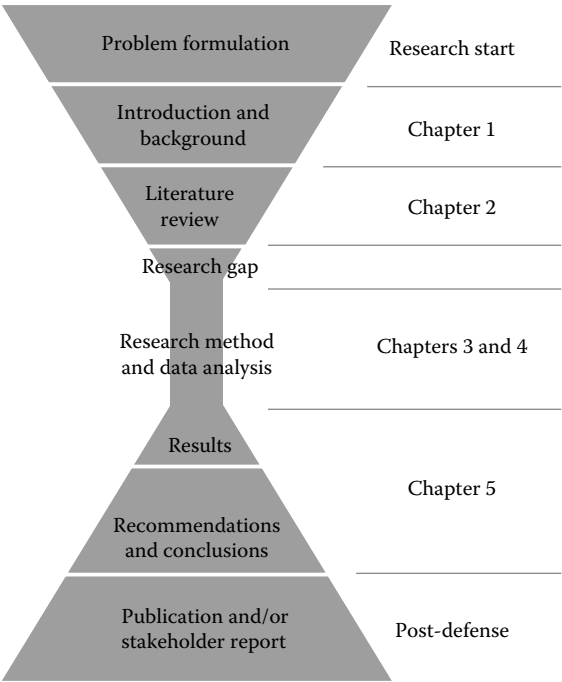 Problem formulation
Research start
Introduction and
background
Chapter 1
Literature
review
Chapter 2
Research gap
Research method
and data analysis
Chapters 3 and 4
Results
Chapter 5
Recommendations
and conclusions
Publication and/or
stakeholder report
Post-defense